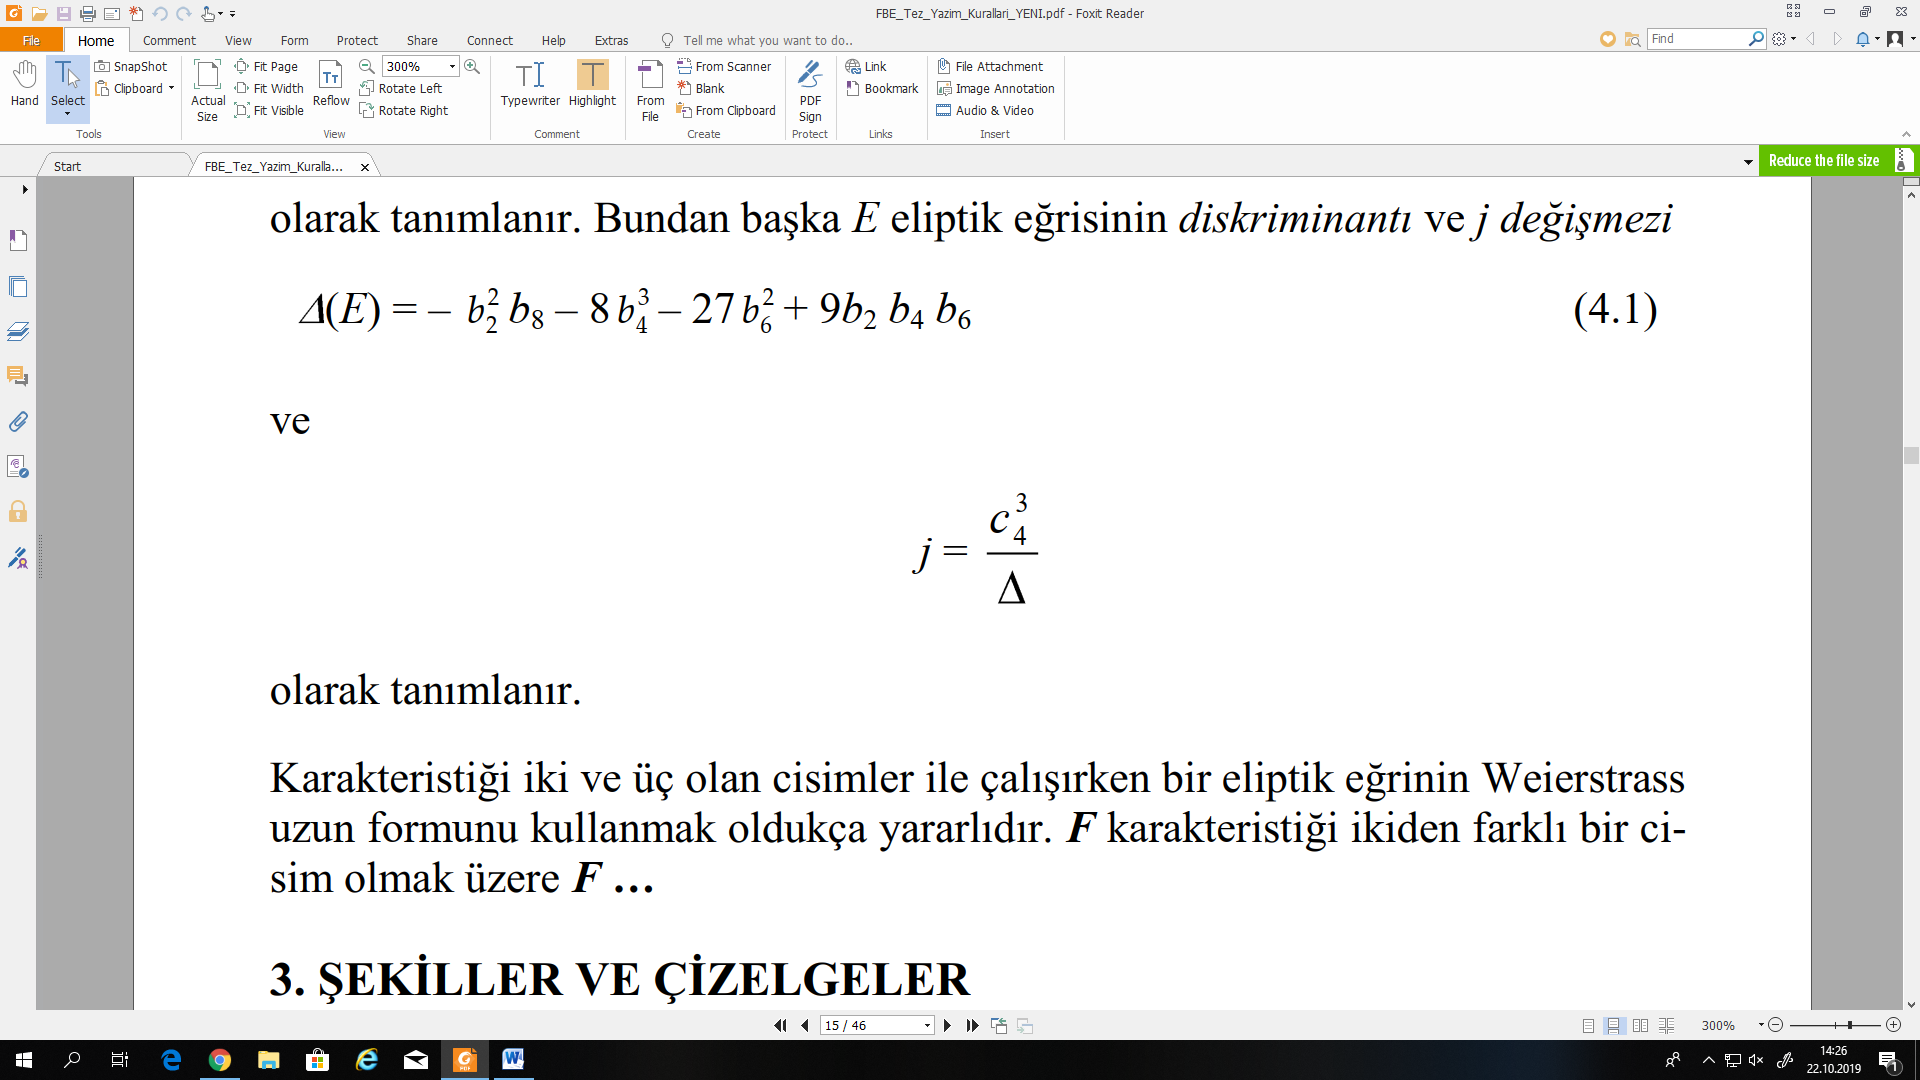 FBE_Tez_Yazim_Kurallari_YENI.pdf - Foxit Reader
File Home Comment View Form Protect Share Connect Help Extras Tell me what you want to do.. Find
Hand Select SnapShot Clipboard Tools
Actual Size Fit Page Fit Width Fit Visible Reflow 300% Rotate Left Rotate Right View
Typewriter Highlight Comment
From File From Scanner Blank From Clipboard Create
PDF Sign Protect
Link Bookmark Links
File Attachment Image Annotation Audio & Video Insert
Start FBE_Tez_Yazim_Kuralla... Reduce the file size
olarak tanımlanır. Bundan başka E eliptik eğrisinin diskriminantı ve j değişmezi
Δ(E) = – b₂² b₈ – 8 b₄³ – 27 b₆² + 9b₂ b₄ b₆ (4.1)
ve
j = c₄³ / Δ
olarak tanımlanır.
Karakteristiği iki ve üç olan cisimler ile çalışırken bir eliptik eğrinin Weierstrass
uzun formunu kullanmak oldukça yararlıdır. F karakteristiği ikiden farklı bir ci-
sim olmak üzere F …
3. ŞEKİLLER VE ÇİZELGELER
15 / 46 300%
14:26
22.10.2019
1